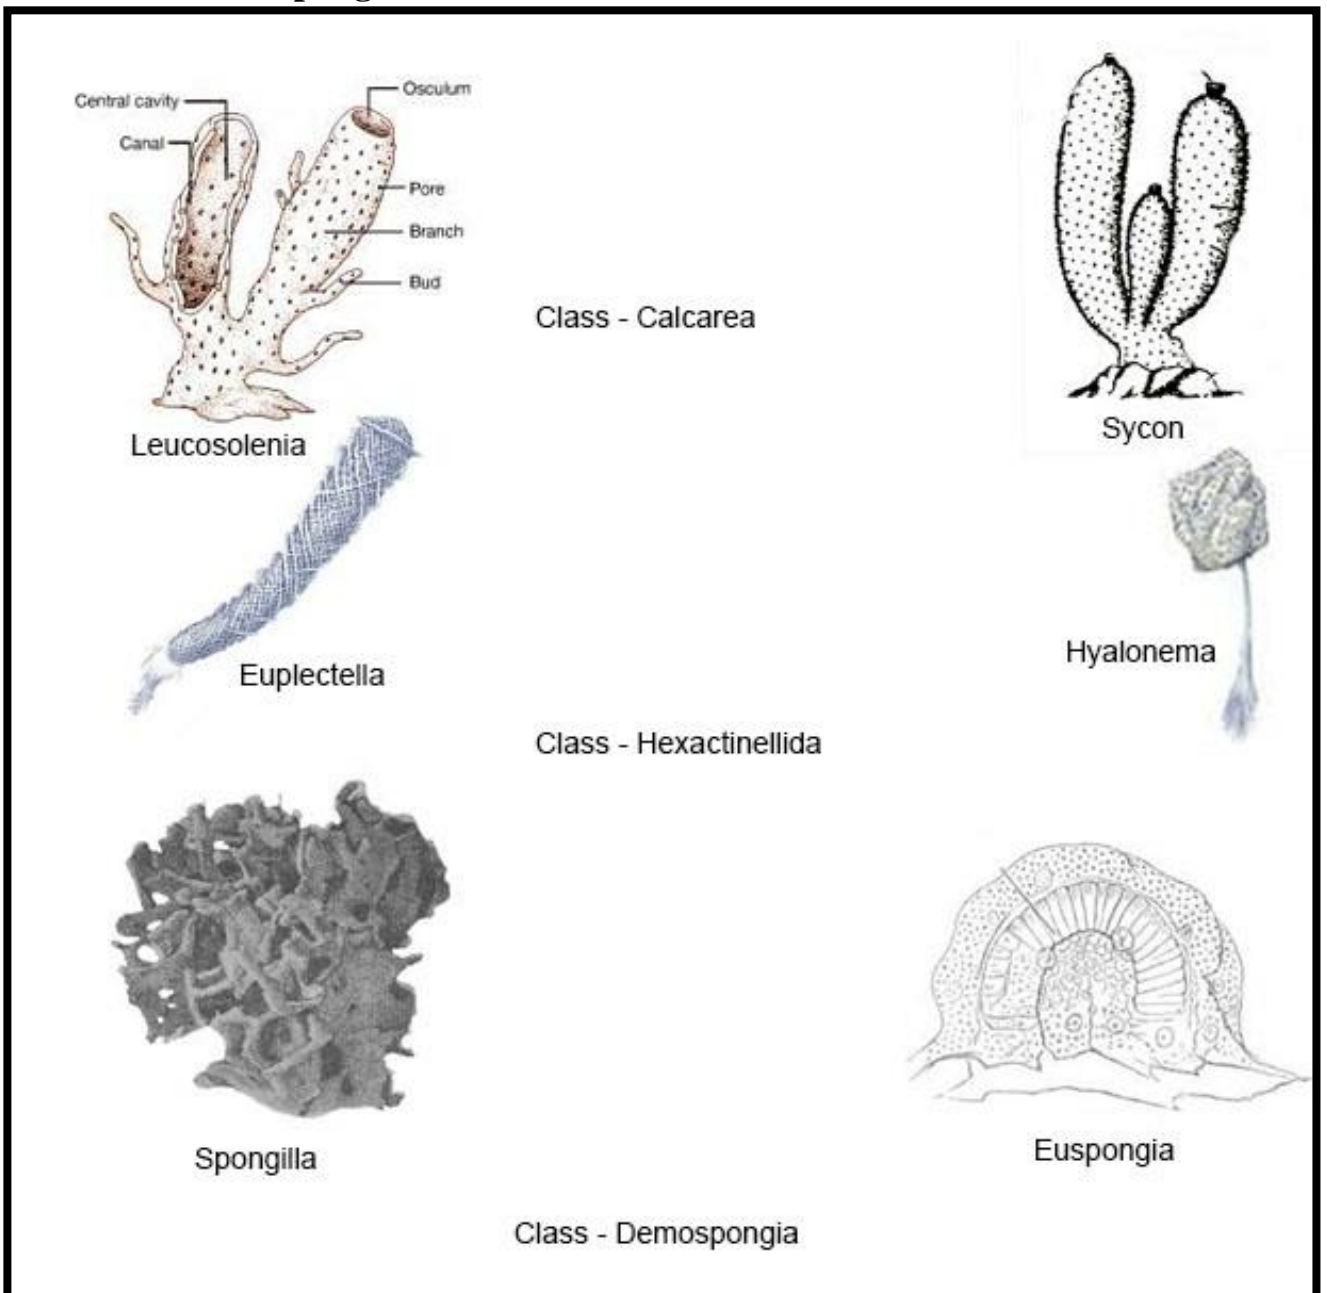 Central cavity
Canal
Osculum
Pore
Branch
Bud
Class - Calcarea
Leucosolenia
Sycon
Euplectella
Hyalonema
Class - Hexactinellida
Spongilla
Euspongia
Class - Demospongia